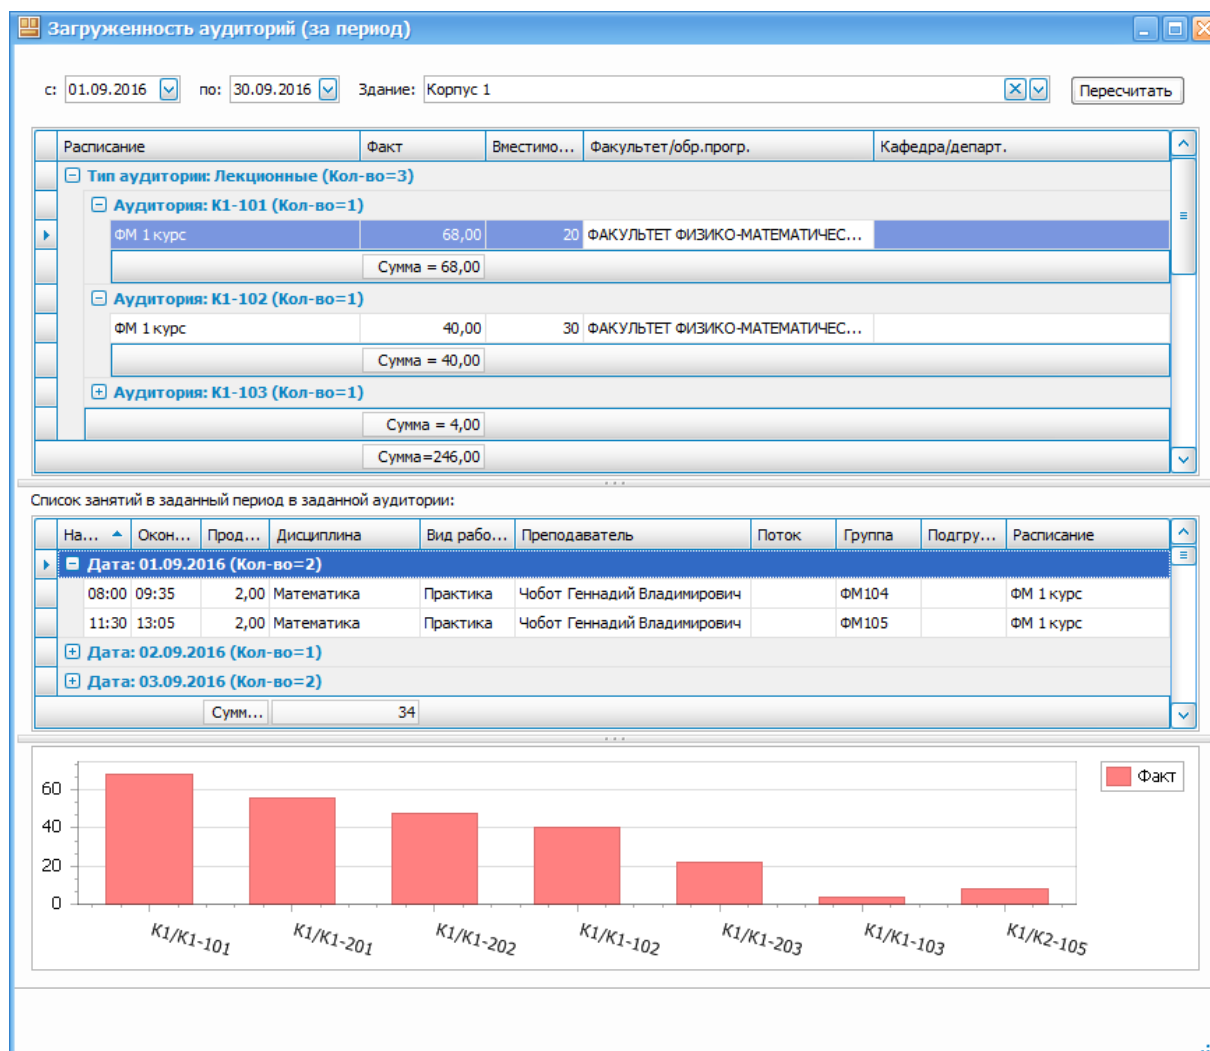 Загруженность аудиторий (за период)
с: 01.09.2016 по: 30.09.2016 Здание: Корпус 1 Пересчитать
Расписание Факт Вместимо... Факультет/обр.прогр. Кафедра/департ.
Тип аудитории: Лекционные (Кол-во=3)
Аудитория: К1-101 (Кол-во=1)
ФМ 1 курс 68,00 20 ФАКУЛЬТЕТ ФИЗИКО-МАТЕМАТИЧЕС...
Сумма = 68,00
Аудитория: К1-102 (Кол-во=1)
ФМ 1 курс 40,00 30 ФАКУЛЬТЕТ ФИЗИКО-МАТЕМАТИЧЕС...
Сумма = 40,00
Аудитория: К1-103 (Кол-во=1)
Сумма = 4,00
Сумма=246,00
Список занятий в заданный период в заданной аудитории:
На... Окон... Прод... Дисциплина Вид рабо... Преподаватель Поток Группа Подгру... Расписание
Дата: 01.09.2016 (Кол-во=2)
08:00 09:35 2,00 Математика Практика Чобот Геннадий Владимирович ФМ104 ФМ 1 курс
11:30 13:05 2,00 Математика Практика Чобот Геннадий Владимирович ФМ105 ФМ 1 курс
Дата: 02.09.2016 (Кол-во=1)
Дата: 03.09.2016 (Кол-во=2)
Сумм... 34
Факт
60
40
20
0
К1/К1-101 К1/К1-201 К1/К1-202 К1/К1-102 К1/К1-203 К1/К1-103 К1/К2-105